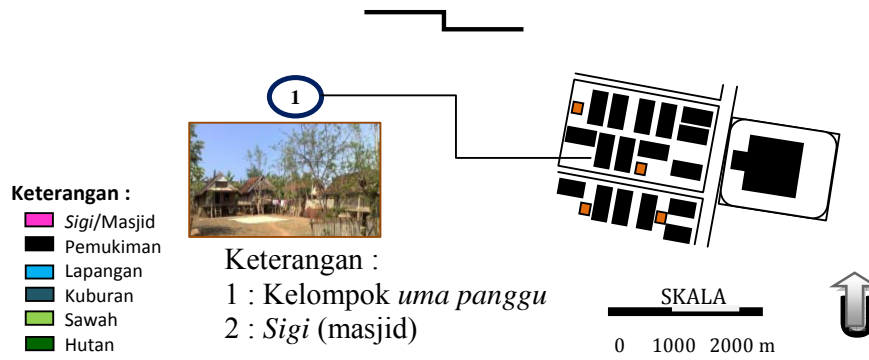 1
Keterangan :
Sigi/Masjid
Pemukiman
Lapangan
Kuburan
Sawah
Hutan
Keterangan :
1 : Kelompok uma panggu
2 : Sigi (masjid)
SKALA
0 1000 2000 m
U